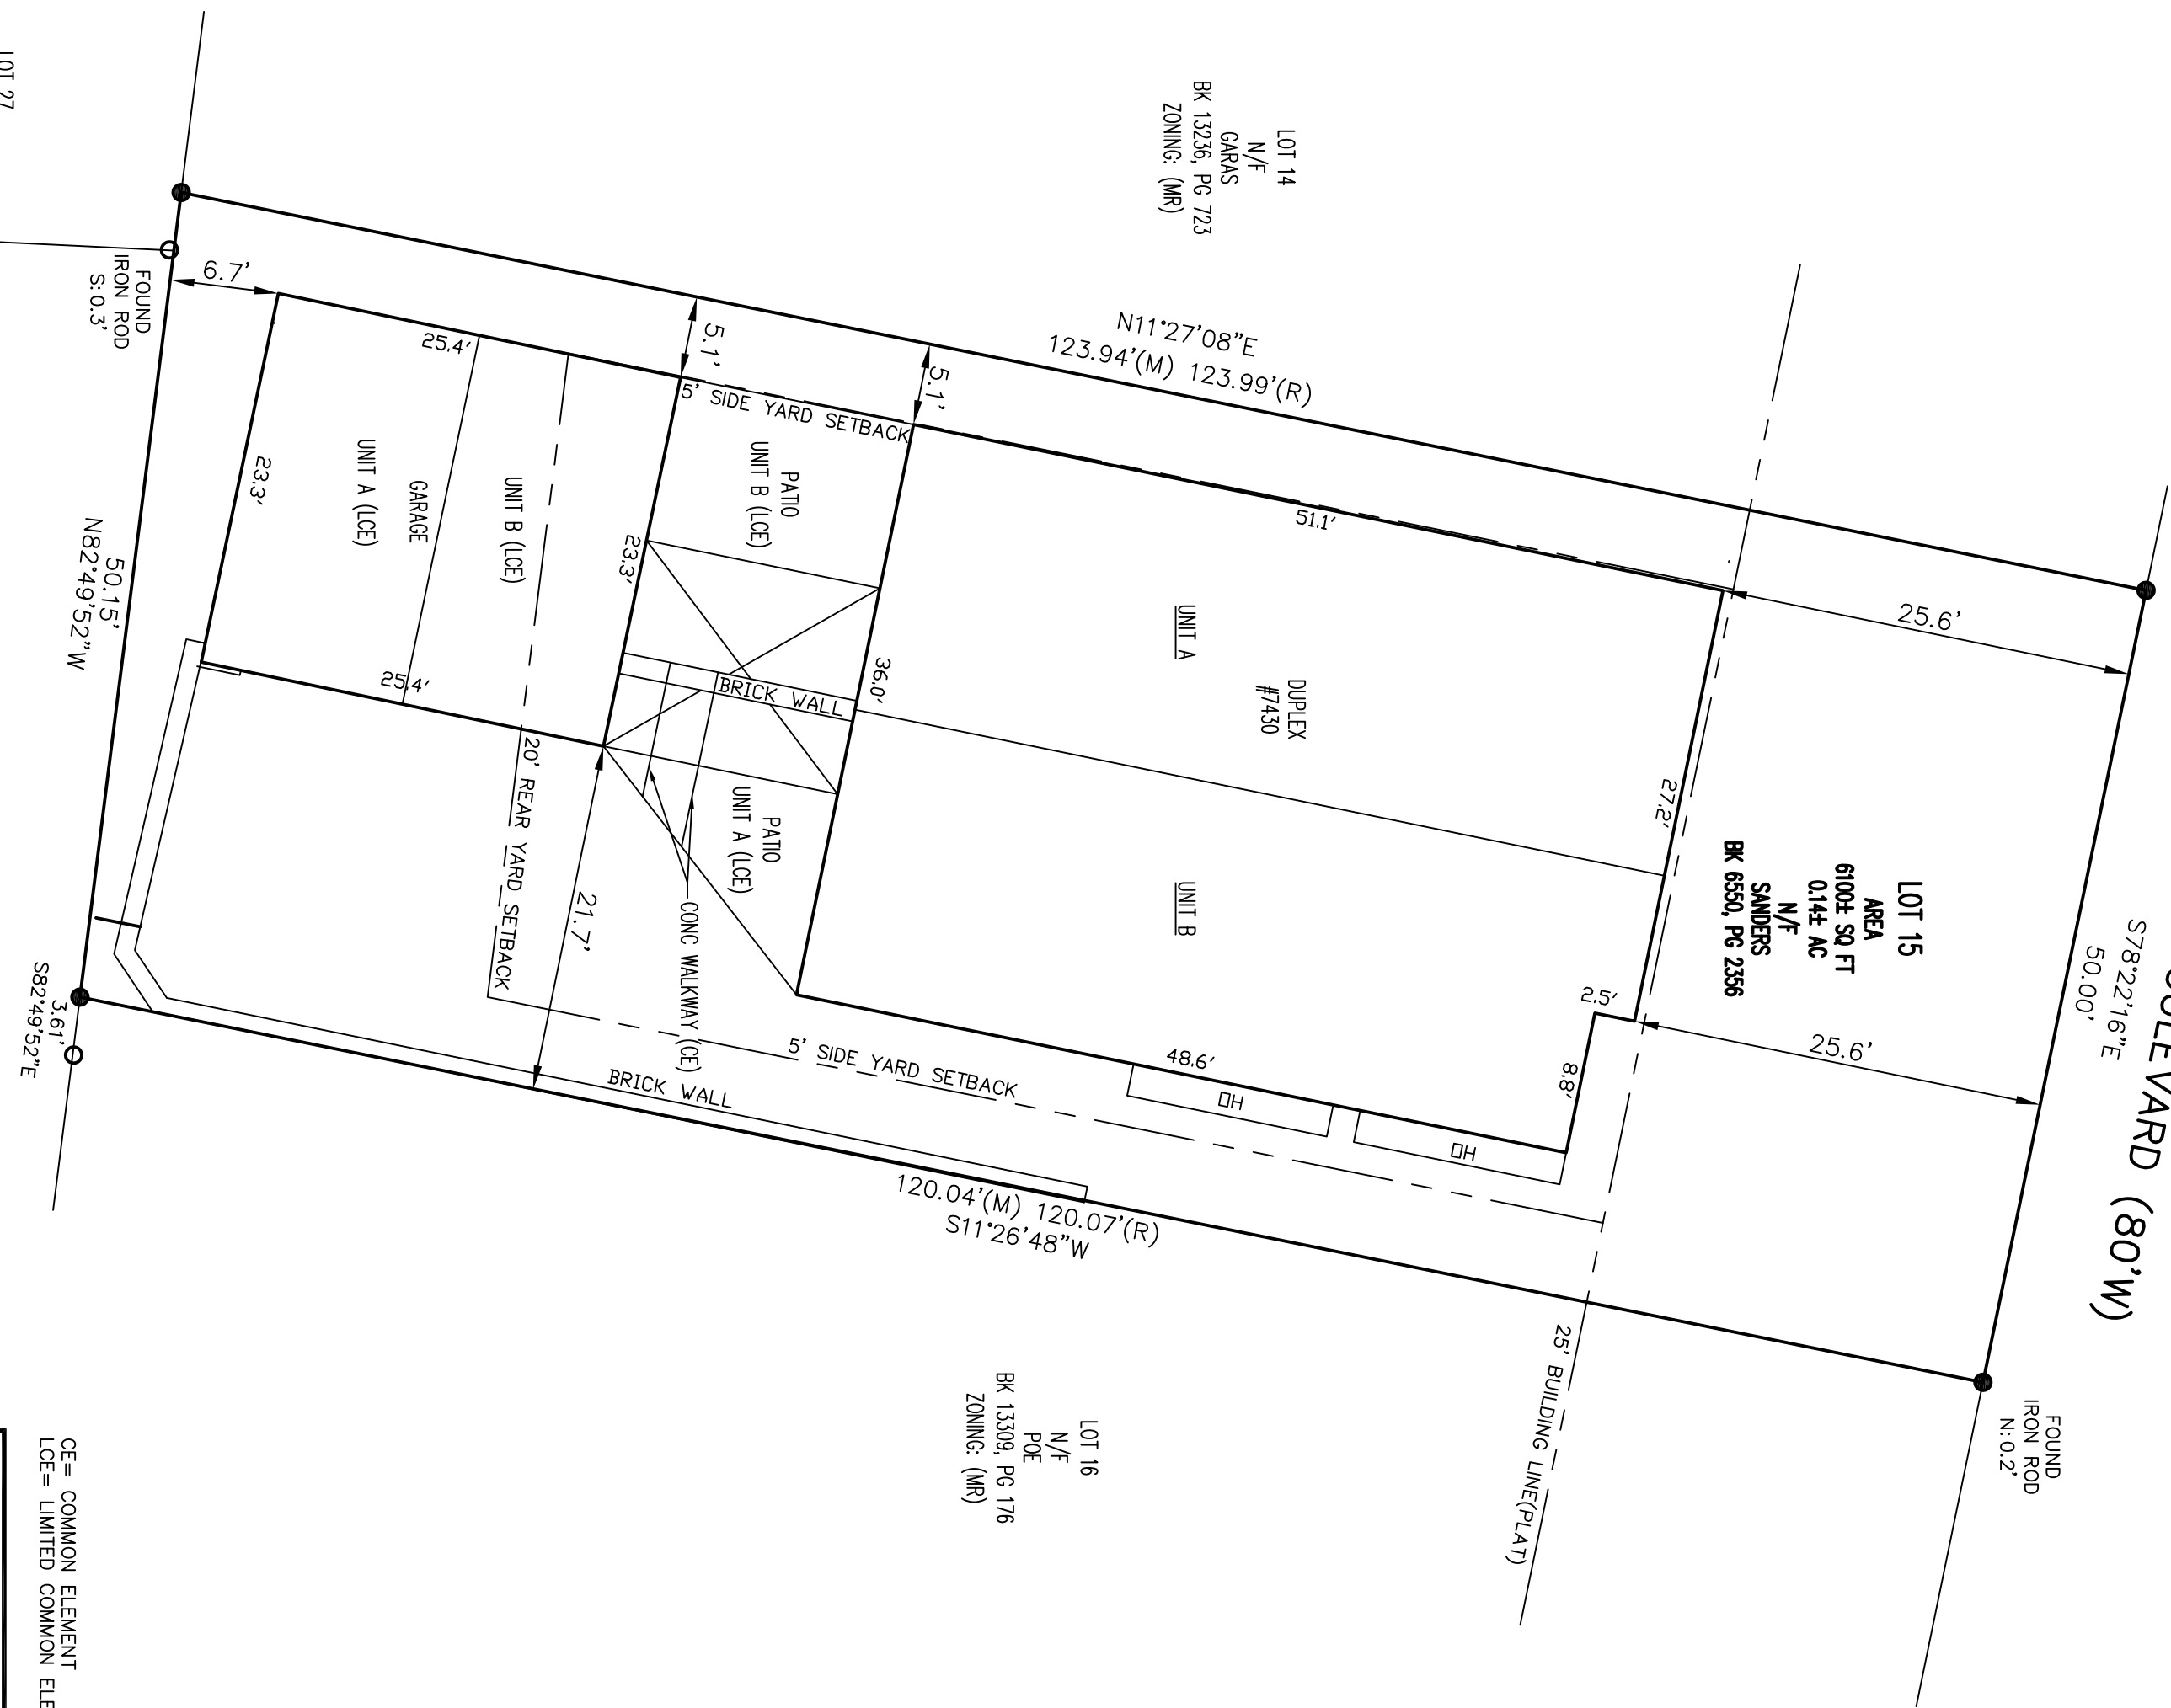 LOT 27
LOT 14
N/F
GARAS
BK 13236, PG 723
ZONING: (MR)
N11°27'08"E
123.94'(M) 123.99'(R)
FOUND
IRON ROD
S: 0.3'
6.7'
5.1'
5.1'
5' SIDE YARD SETBACK
25.4'
23.3'
UNIT A (LCE)
GARAGE
UNIT B (LCE)
25.4'
23.3'
PATIO
UNIT B (LCE)
BRICK WALL
36.0'
51.1'
UNIT A
DUPLEX
#7430
UNIT B
27.2'
2.5'
8.8'
48.6'
OH
OH
25.6'
25.6'
LOT 15
AREA
6100± SQ FT
0.14± AC
N/F
SANDERS
BK 6550, PG 2356
S78°22'16"E
50.00'
(80'W)
PATIO
UNIT A (LCE)
CONC WALKWAY (CE)
20' REAR YARD SETBACK
21.7'
5' SIDE YARD SETBACK
BRICK WALL
120.04'(M) 120.07'(R)
S11°26'48"W
50.15'
N82°49'52"W
3.61'
S82°49'52"E
25' BUILDING LINE(PLAT)
FOUND
IRON ROD
N: 0.2'
LOT 16
N/F
POE
BK 13309, PG 176
ZONING: (MR)
CE= COMMON ELEMENT
LCE= LIMITED COMMON